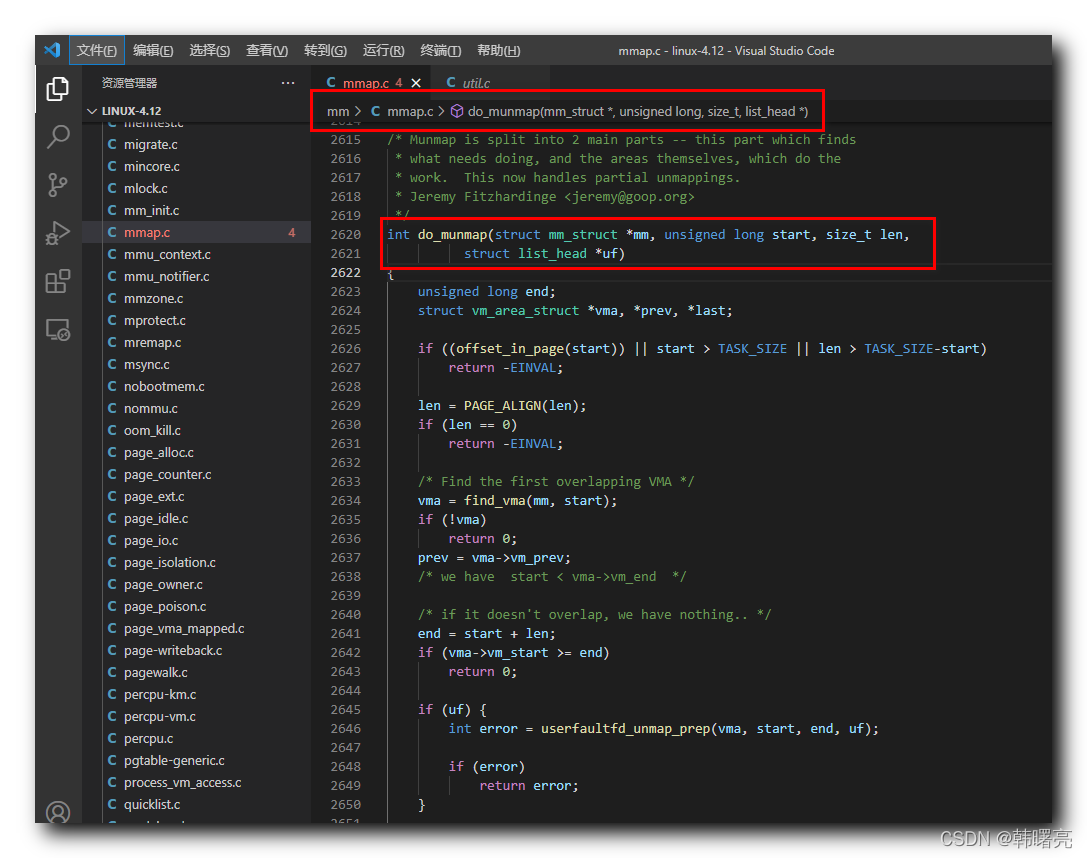 文件(F) 编辑(E) 选择(S) 查看(V) 转到(G) 运行(R) 终端(T) 帮助(H) mmap.c - linux-4.12 - Visual Studio Code
资源管理器 ···
LINUX-4.12
memtest.c
migrate.c
mincore.c
mlock.c
mm_init.c
mmap.c 4
mmu_context.c
mmu_notifier.c
mmzone.c
mprotect.c
mremap.c
msync.c
nobootmem.c
nommu.c
oom_kill.c
page_alloc.c
page_counter.c
page_ext.c
page_idle.c
page_io.c
page_isolation.c
page_owner.c
page_poison.c
page_vma_mapped.c
page-writeback.c
pagewalk.c
percpu-km.c
percpu-vm.c
percpu.c
pgtable-generic.c
process_vm_access.c
quicklist.c
C mmap.c 4 × C util.c
mm > C mmap.c > do_munmap(mm_struct *, unsigned long, size_t, list_head *)
2614
2615 /* Munmap is split into 2 main parts -- this part which finds
2616 * what needs doing, and the areas themselves, which do the
2617 * work.  This now handles partial unmappings.
2618 * Jeremy Fitzhardinge <jeremy@goop.org>
2619 */
2620 int do_munmap(struct mm_struct *mm, unsigned long start, size_t len,
2621 struct list_head *uf)
2622 {
2623 unsigned long end;
2624 struct vm_area_struct *vma, *prev, *last;
2625
2626 if ((offset_in_page(start)) || start > TASK_SIZE || len > TASK_SIZE-start)
2627 return -EINVAL;
2628
2629 len = PAGE_ALIGN(len);
2630 if (len == 0)
2631 return -EINVAL;
2632
2633 /* Find the first overlapping VMA */
2634 vma = find_vma(mm, start);
2635 if (!vma)
2636 return 0;
2637 prev = vma->vm_prev;
2638 /* we have  start < vma->vm_end  */
2639
2640 /* if it doesn't overlap, we have nothing.. */
2641 end = start + len;
2642 if (vma->vm_start >= end)
2643 return 0;
2644
2645 if (uf) {
2646 int error = userfaultfd_unmap_prep(vma, start, end, uf);
2647
2648 if (error)
2649 return error;
2650 }
2651
CSDN @韩曙亮